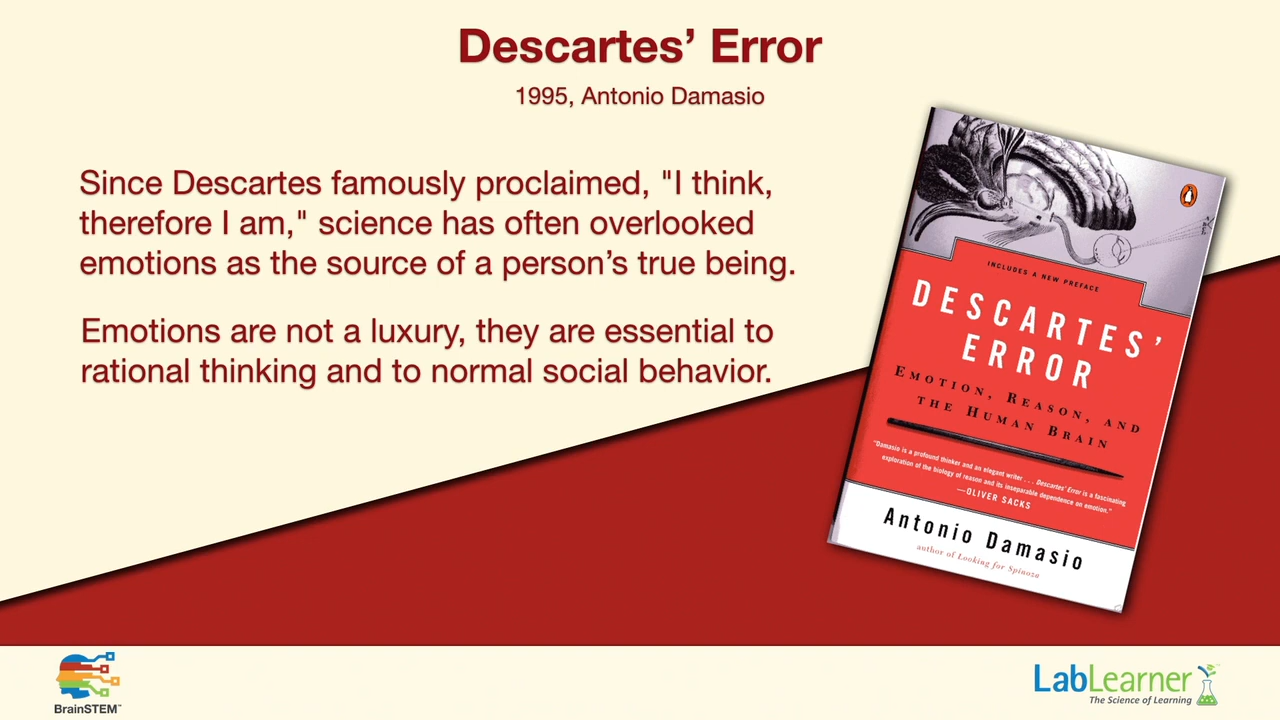 Descartes’ Error
1995, Antonio Damasio
Since Descartes famously proclaimed, "I think,
therefore I am," science has often overlooked
emotions as the source of a person’s true being.
Emotions are not a luxury, they are essential to
rational thinking and to normal social behavior.
INCLUDES A NEW PREFACE
DESCARTES’
ERROR
EMOTION, REASON, AND
THE HUMAN BRAIN
"Damasio is a profound thinker and an elegant writer . . . Descartes’ Error is a fascinating
exploration of the biology of reason and its inseparable dependence on emotion."
—OLIVER SACKS
Antonio Damasio
author of Looking for Spinoza
BrainSTEM™
LabLearner™
The Science of Learning